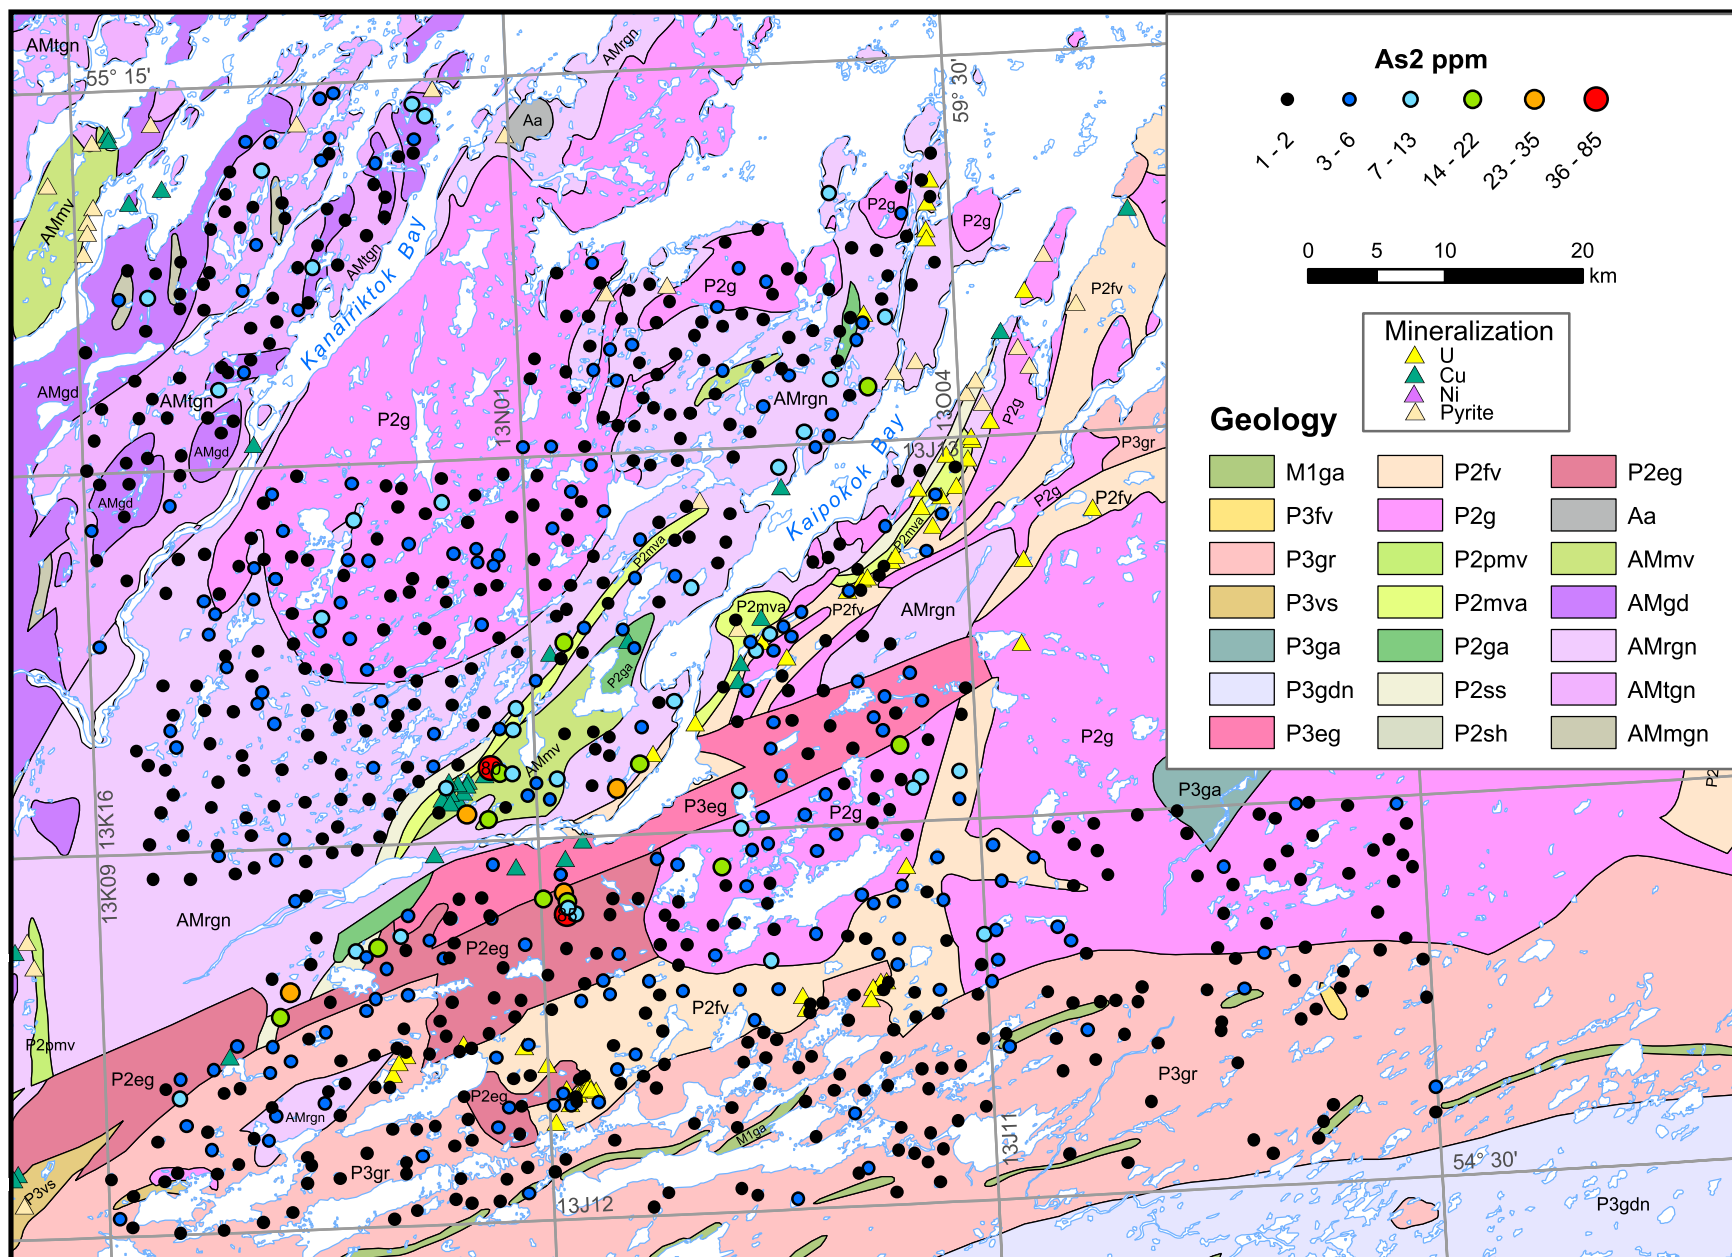 AMtgn
55° 15'
AMrgn
59° 30'
Aa
AMmv
AMtgn
Kanairiktok Bay
P2g
P2g
P2g
P2fv
AMgd
AMtgn
AMgd
AMgd
P2g
13N01
AMrgn
13O04
13J13
P2g
P3gr
P2g
P2fv
Kaipokok Bay
P2mva
P2mva
P2mva
P2fv
AMrgn
P2ga
AMmv
80
P3eg
P2g
P2g
P3ga
P2
13K16
13K09
AMrgn
85
P2eg
P2fv
P2pmv
P2eg
P2eg
AMrgn
P3gr
M1ga
P3gr
P3vs
13J12
13J11
54° 30'
P3gdn
As2 ppm
1 - 2
3 - 6
7 - 13
14 - 22
23 - 35
36 - 85
0 5 10 20
km
Mineralization
U
Cu
Ni
Pyrite
Geology
M1ga
P3fv
P3gr
P3vs
P3ga
P3gdn
P3eg
P2fv
P2g
P2pmv
P2mva
P2ga
P2ss
P2sh
P2eg
Aa
AMmv
AMgd
AMrgn
AMtgn
AMmgn